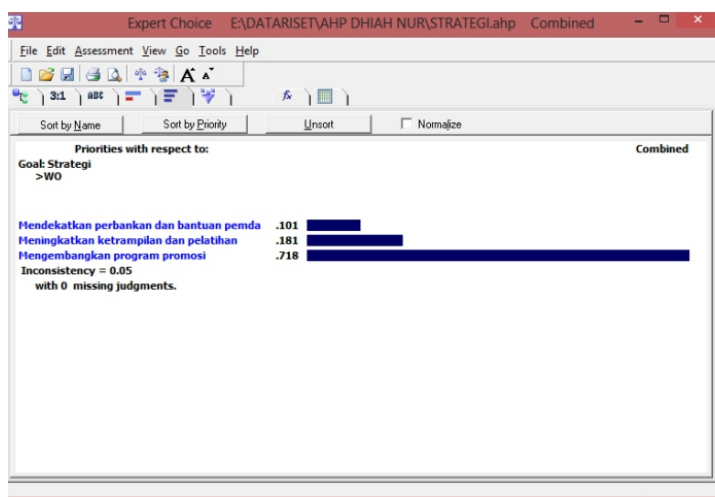 Expert Choice E:\DATARISET\AHP DHIAH NUR\STRATEGI.ahp Combined
File Edit Assessment View Go Tools Help
3:1 ABC fx
Sort by Name Sort by Priority Unsort Normalize
Priorities with respect to: Combined
Goal: Strategi
>WO
Mendekatkan perbankan dan bantuan pemda .101
Meningkatkan ketrampilan dan pelatihan .181
Mengembangkan program promosi .718
Inconsistency = 0.05
with 0 missing judgments.